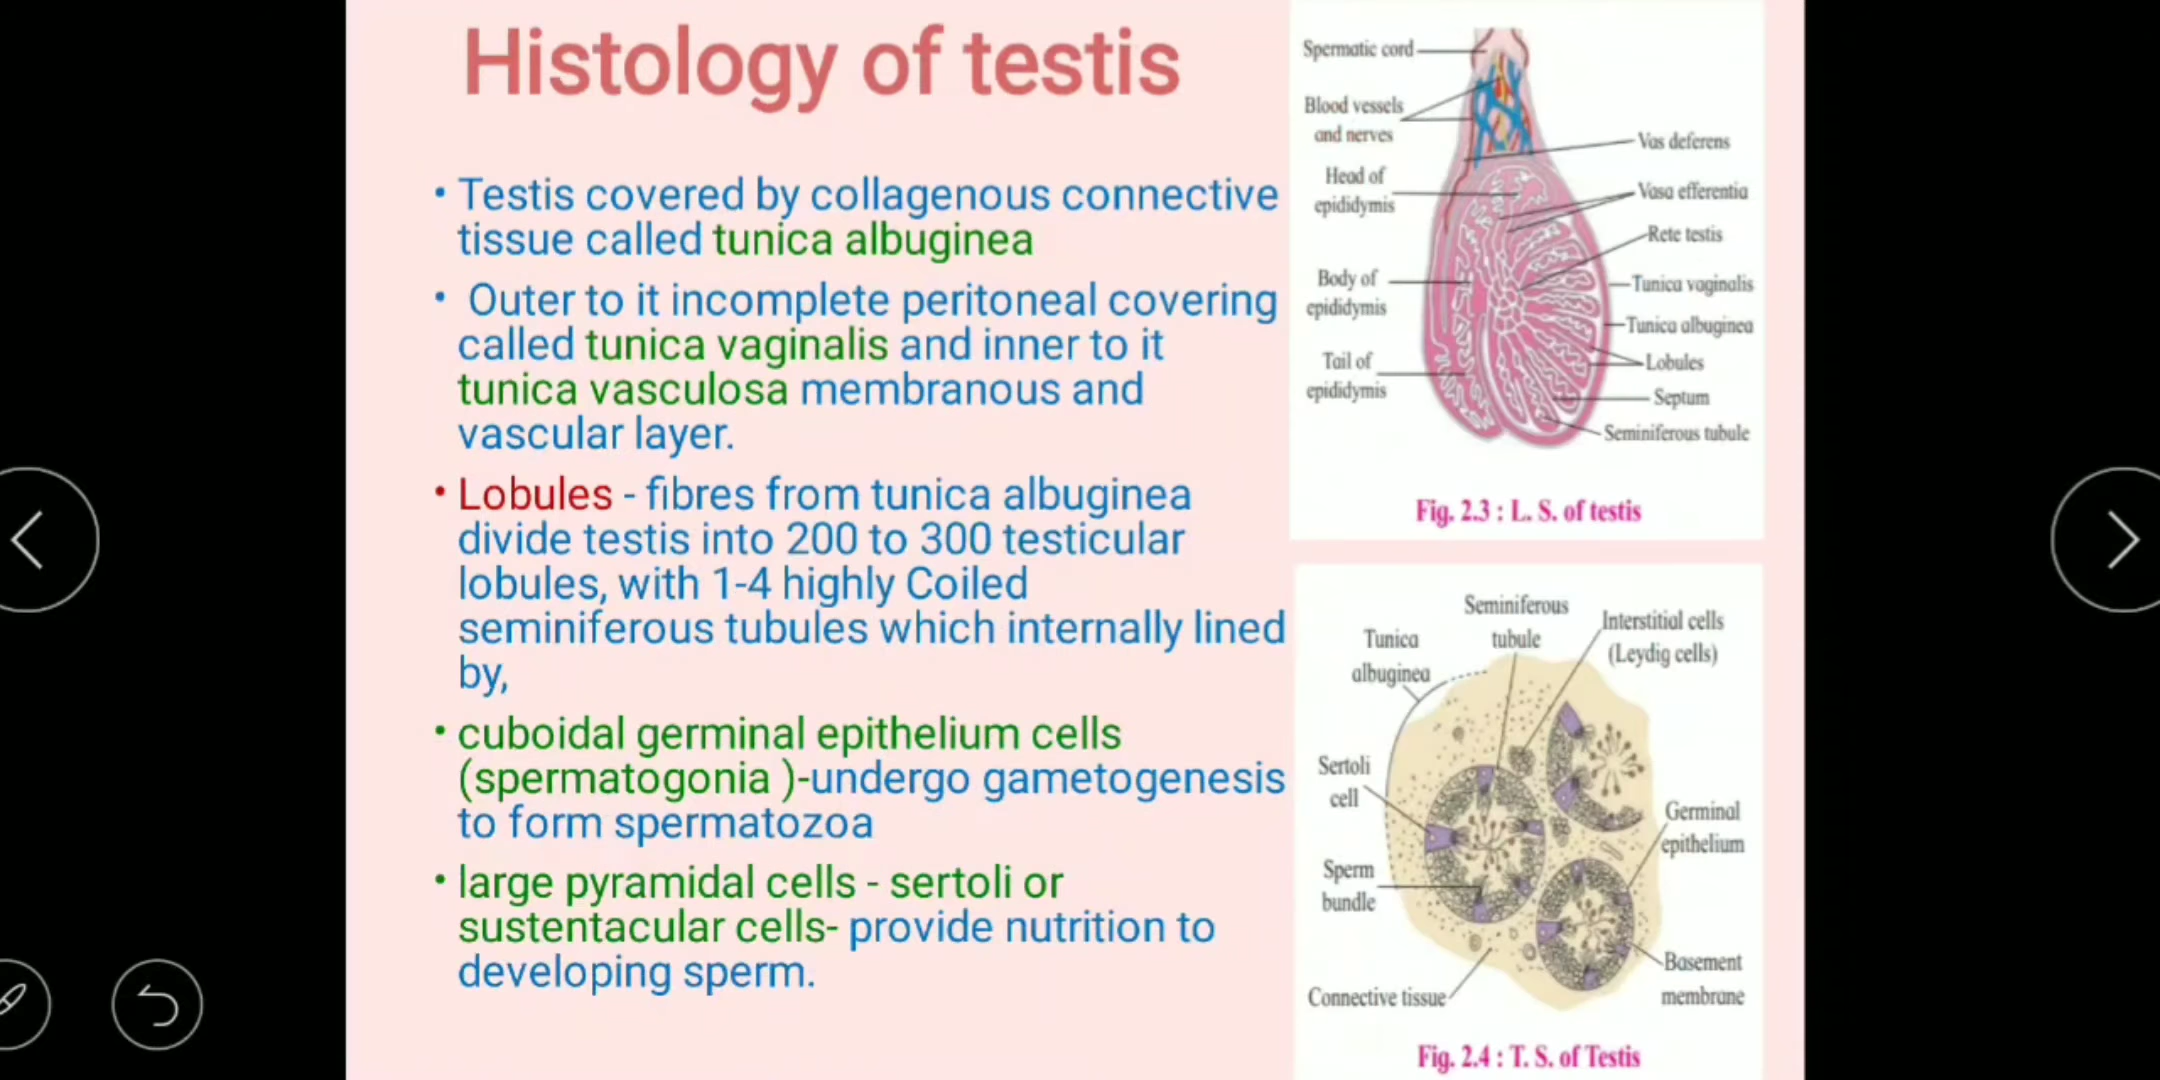 Histology of testis
• Testis covered by collagenous connective
tissue called tunica albuginea
• Outer to it incomplete peritoneal covering
called tunica vaginalis and inner to it
tunica vasculosa membranous and
vascular layer.
• Lobules - fibres from tunica albuginea
divide testis into 200 to 300 testicular
lobules, with 1-4 highly Coiled
seminiferous tubules which internally lined
by,
• cuboidal germinal epithelium cells
(spermatogonia )-undergo gametogenesis
to form spermatozoa
• large pyramidal cells - sertoli or
sustentacular cells- provide nutrition to
developing sperm.
Spermatic cord
Blood vessels
and nerves
Head of
epididymis
Body of
epididymis
Tail of
epididymis
Vas deferens
Vasa efferentia
Rete testis
Tunica vaginalis
Tunica albuginea
Lobules
Septum
Seminiferous tubule
Fig. 2.3 : L. S. of testis
Seminiferous
tubule
Interstitial cells
(Leydig cells)
Tunica
albuginea
Sertoli
cell
Sperm
bundle
Connective tissue
Germinal
epithelium
Basement
membrane
Fig. 2.4 : T. S. of Testis